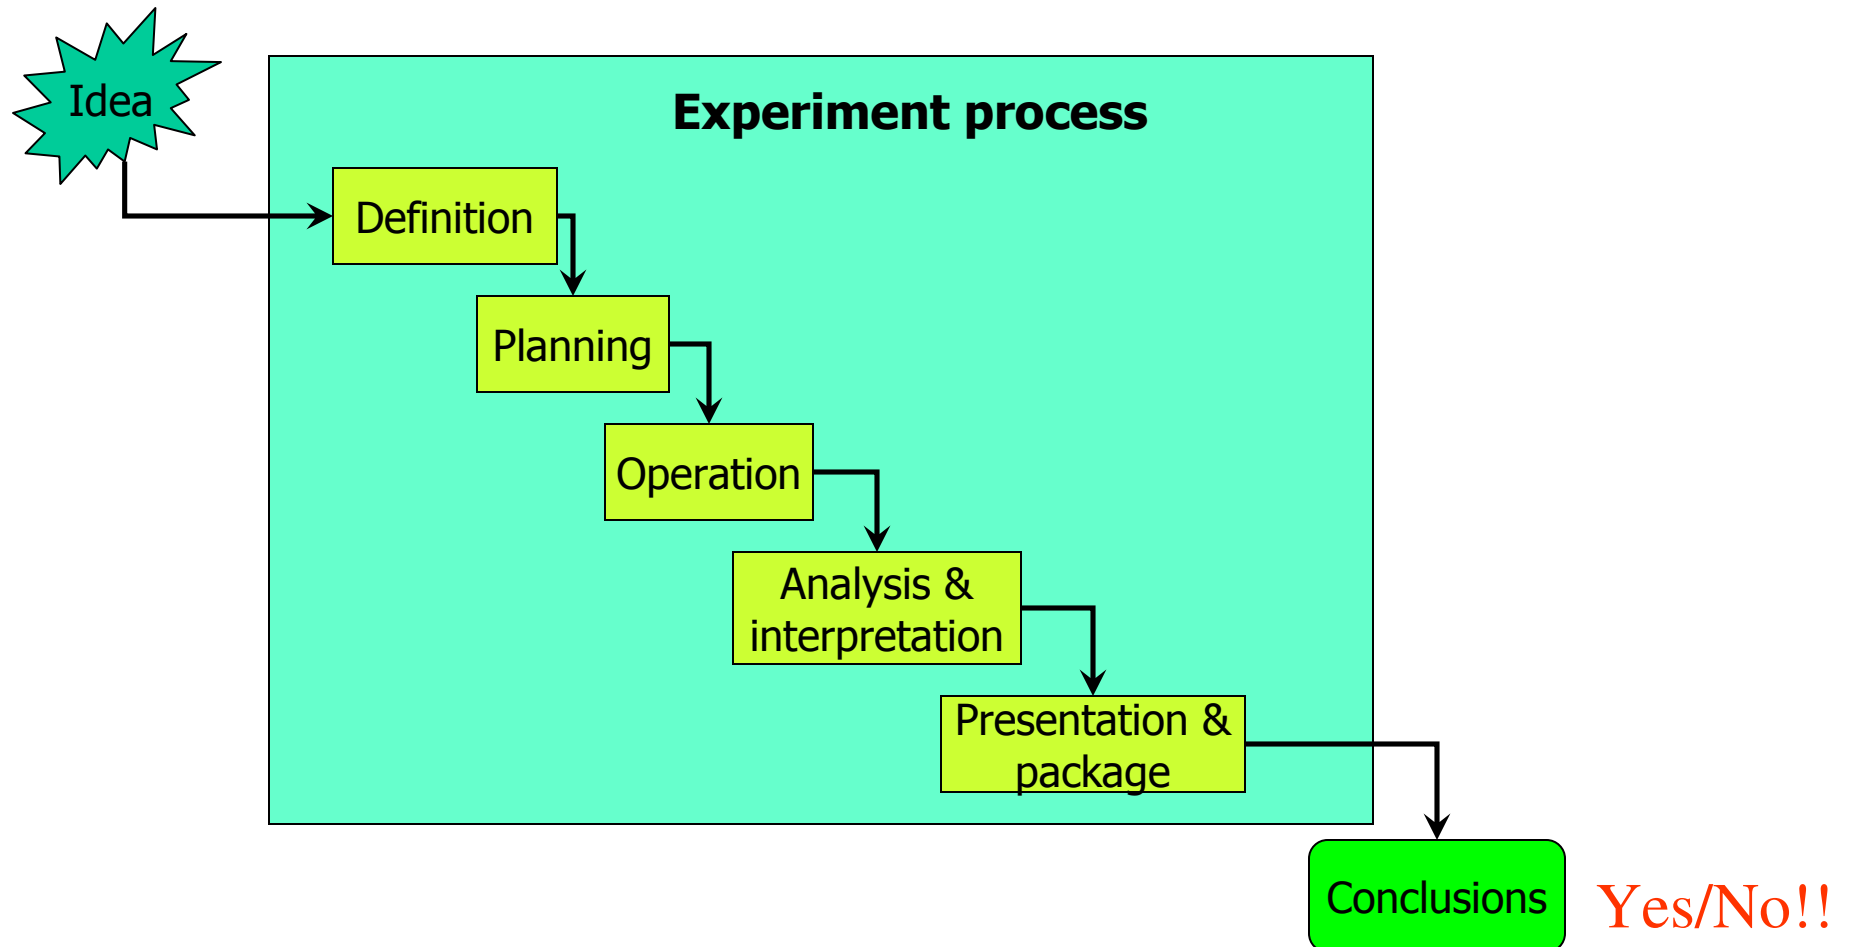 Idea
Experiment process
Definition
Planning
Operation
Analysis &
interpretation
Presentation &
package
Conclusions
Yes/No!!